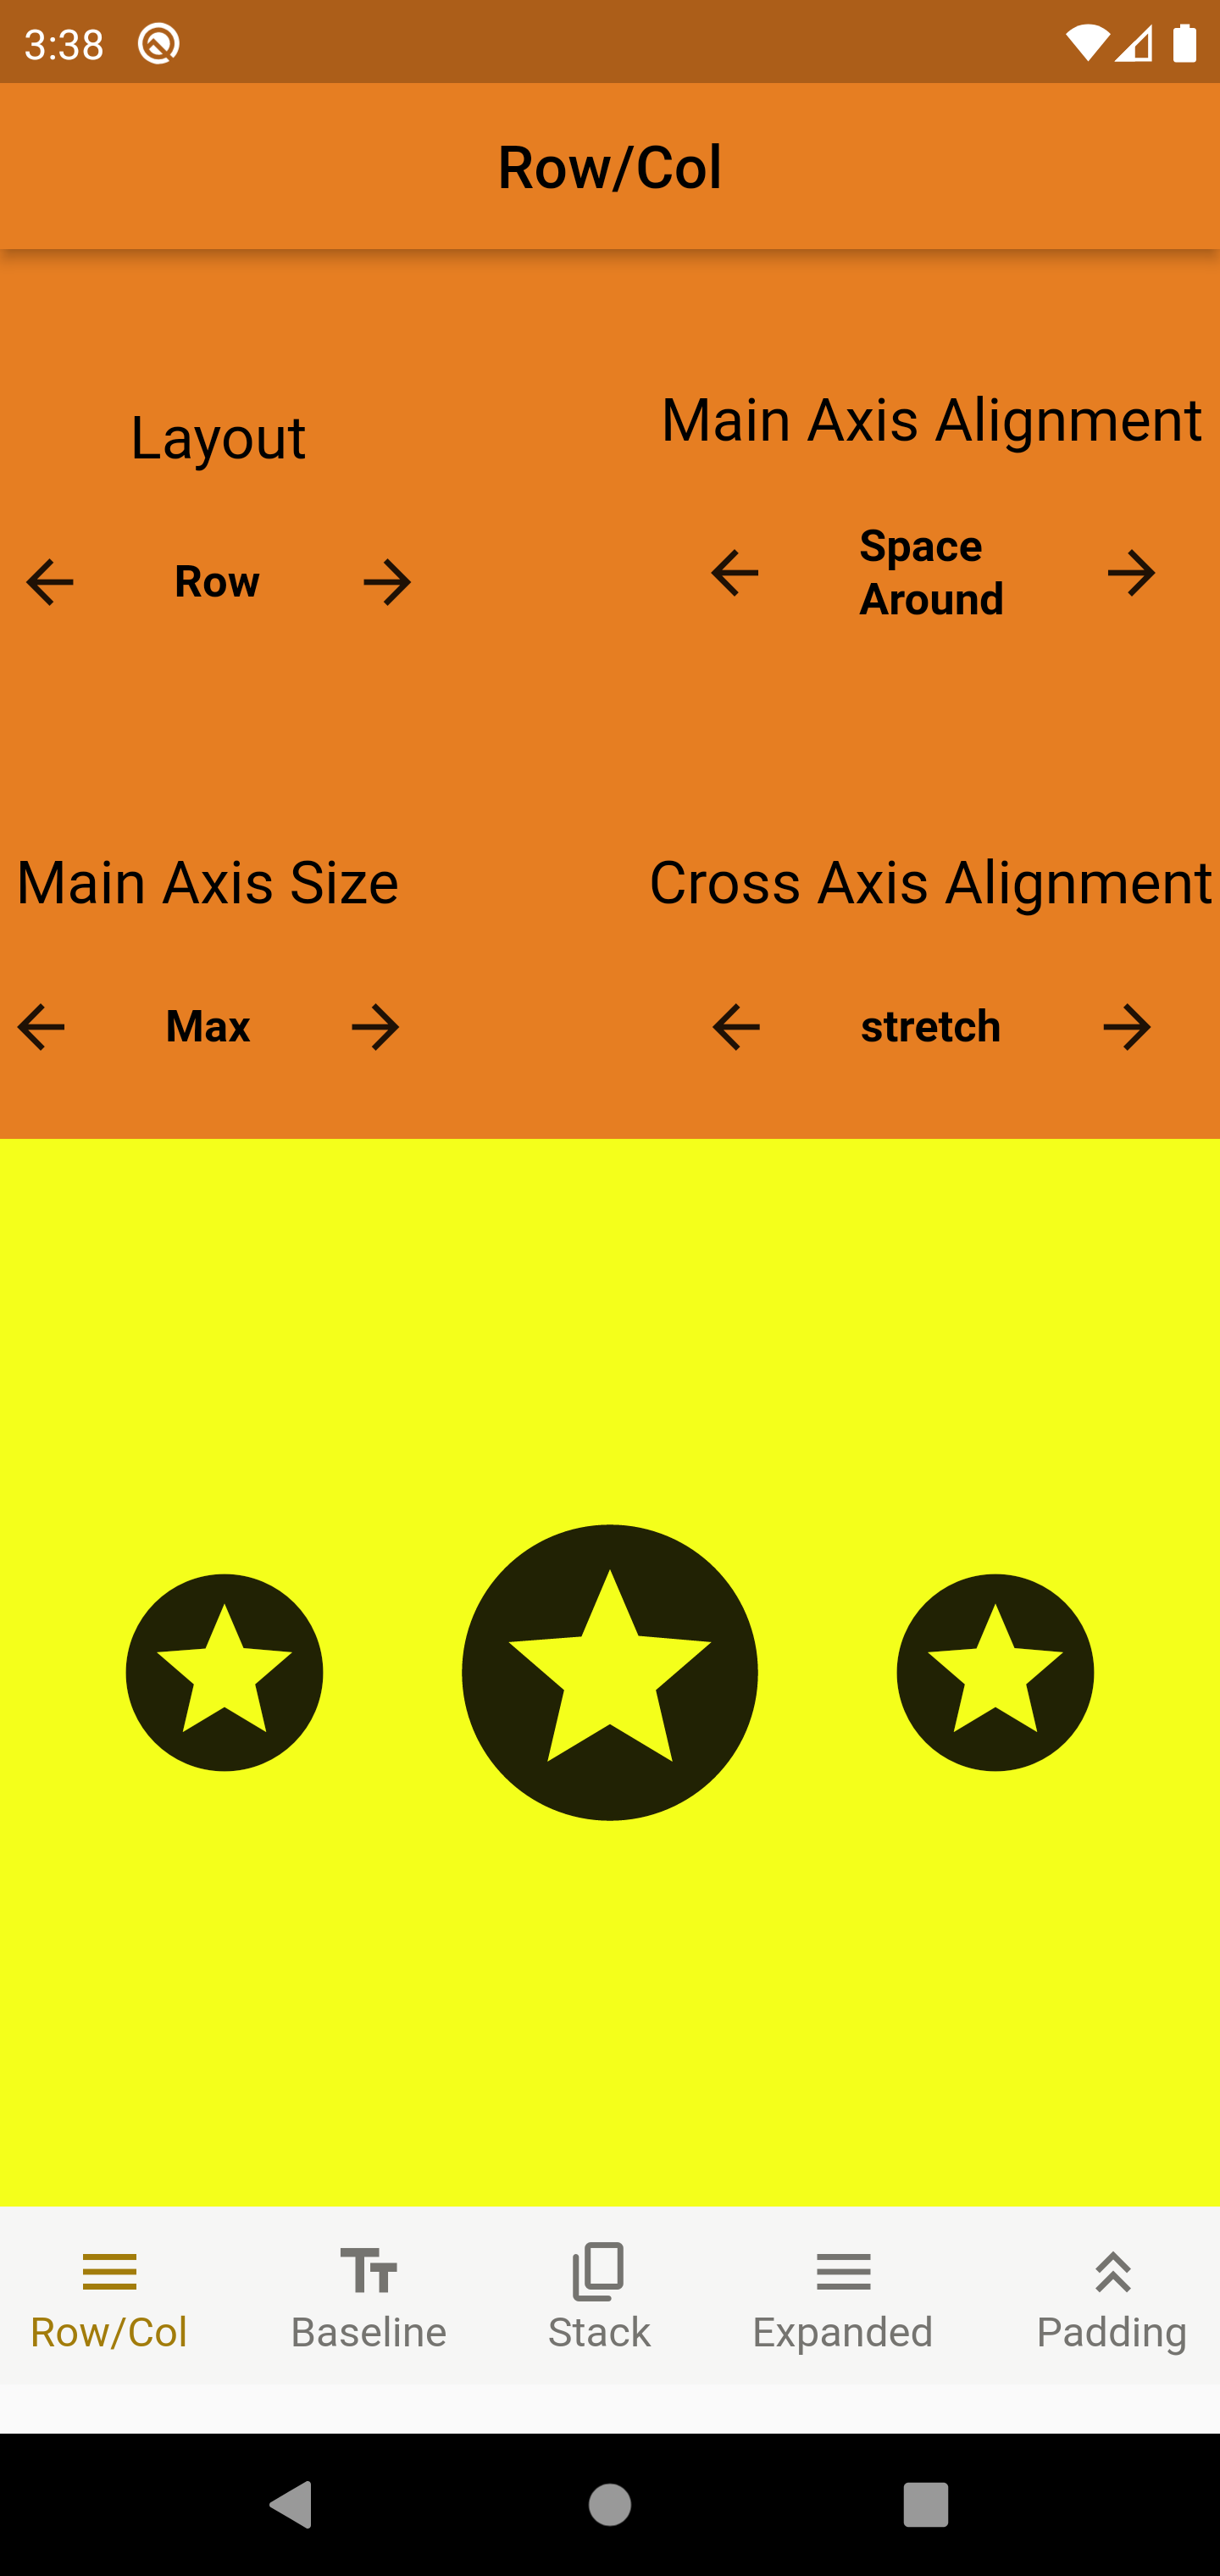 3:38
Row/Col
Layout
Main Axis Alignment
Row
Space
Around
Main Axis Size
Cross Axis Alignment
Max
stretch
Row/Col
Baseline
Stack
Expanded
Padding